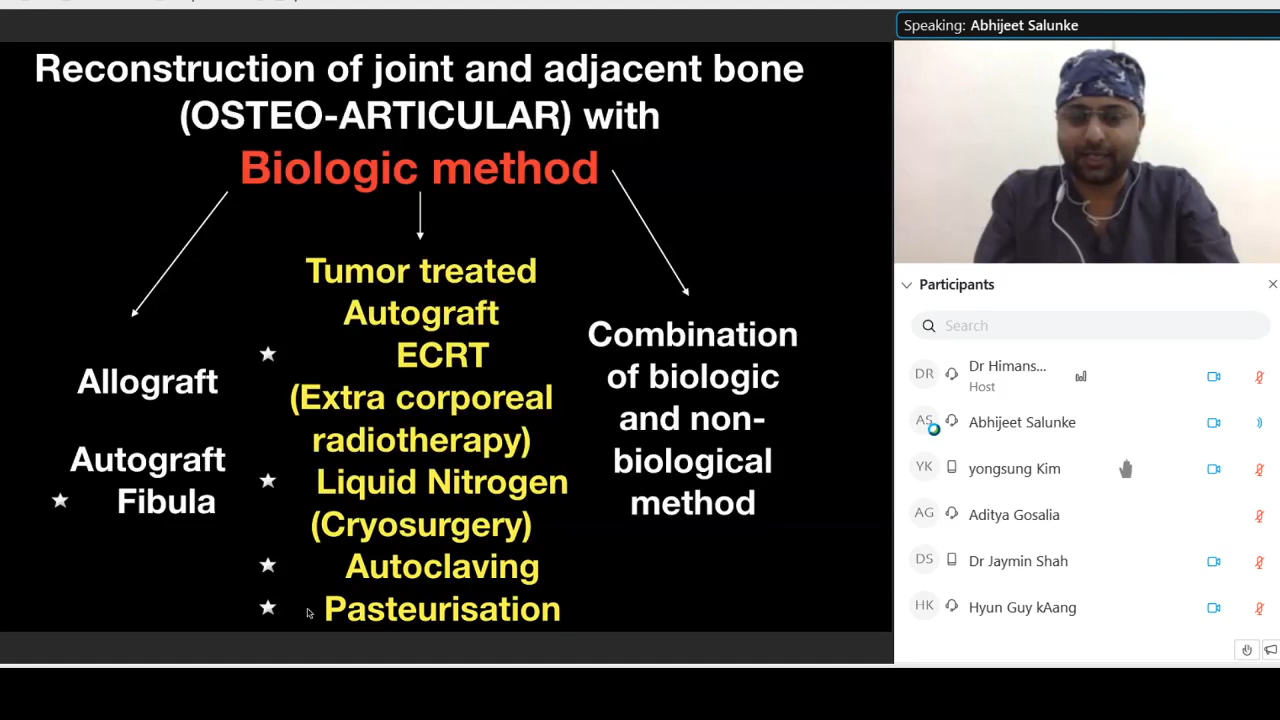 Reconstruction of joint and adjacent bone
(OSTEO-ARTICULAR) with
Biologic method
Allograft
Autograft
Fibula
Tumor treated
Autograft
ECRT
(Extra corporeal
radiotherapy)
Liquid Nitrogen
(Cryosurgery)
Autoclaving
Pasteurisation
Combination
of biologic
and non-
biological
method
Speaking: Abhijeet Salunke
Participants
Search
DR Dr Himans...
Host
AS Abhijeet Salunke
YK yongsung Kim
AG Aditya Gosalia
DS Dr Jaymin Shah
HK Hyun Guy kAang